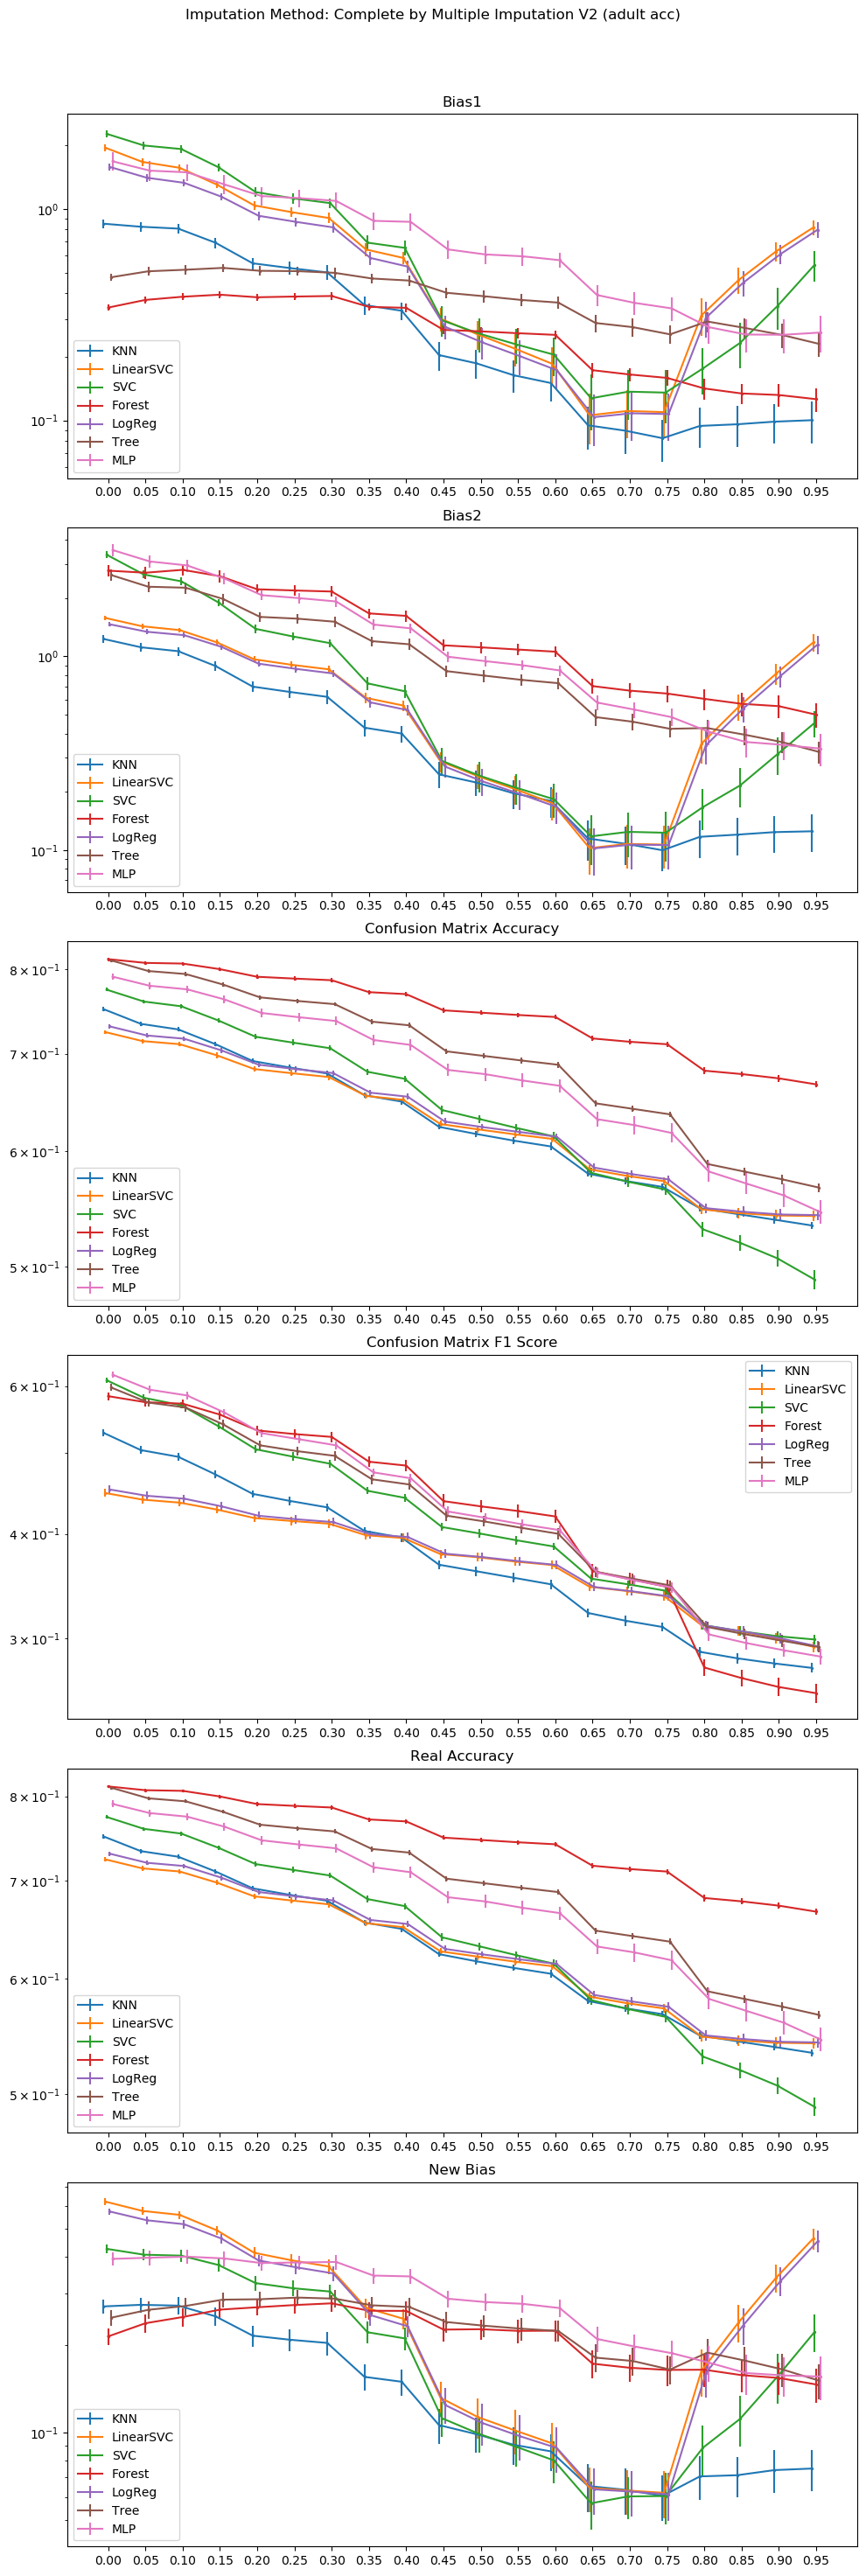 Imputation Method: Complete by Multiple Imputation V2 (adult acc)
Bias1
10⁰
10⁻¹
KNN
LinearSVC
SVC
Forest
LogReg
Tree
MLP
0.00 0.05 0.10 0.15 0.20 0.25 0.30 0.35 0.40 0.45 0.50 0.55 0.60 0.65 0.70 0.75 0.80 0.85 0.90 0.95
Bias2
10⁰
10⁻¹
KNN
LinearSVC
SVC
Forest
LogReg
Tree
MLP
0.00 0.05 0.10 0.15 0.20 0.25 0.30 0.35 0.40 0.45 0.50 0.55 0.60 0.65 0.70 0.75 0.80 0.85 0.90 0.95
Confusion Matrix Accuracy
8 × 10⁻¹
7 × 10⁻¹
6 × 10⁻¹
5 × 10⁻¹
KNN
LinearSVC
SVC
Forest
LogReg
Tree
MLP
0.00 0.05 0.10 0.15 0.20 0.25 0.30 0.35 0.40 0.45 0.50 0.55 0.60 0.65 0.70 0.75 0.80 0.85 0.90 0.95
Confusion Matrix F1 Score
6 × 10⁻¹
4 × 10⁻¹
3 × 10⁻¹
KNN
LinearSVC
SVC
Forest
LogReg
Tree
MLP
0.00 0.05 0.10 0.15 0.20 0.25 0.30 0.35 0.40 0.45 0.50 0.55 0.60 0.65 0.70 0.75 0.80 0.85 0.90 0.95
Real Accuracy
8 × 10⁻¹
7 × 10⁻¹
6 × 10⁻¹
5 × 10⁻¹
KNN
LinearSVC
SVC
Forest
LogReg
Tree
MLP
0.00 0.05 0.10 0.15 0.20 0.25 0.30 0.35 0.40 0.45 0.50 0.55 0.60 0.65 0.70 0.75 0.80 0.85 0.90 0.95
New Bias
10⁻¹
KNN
LinearSVC
SVC
Forest
LogReg
Tree
MLP
0.00 0.05 0.10 0.15 0.20 0.25 0.30 0.35 0.40 0.45 0.50 0.55 0.60 0.65 0.70 0.75 0.80 0.85 0.90 0.95